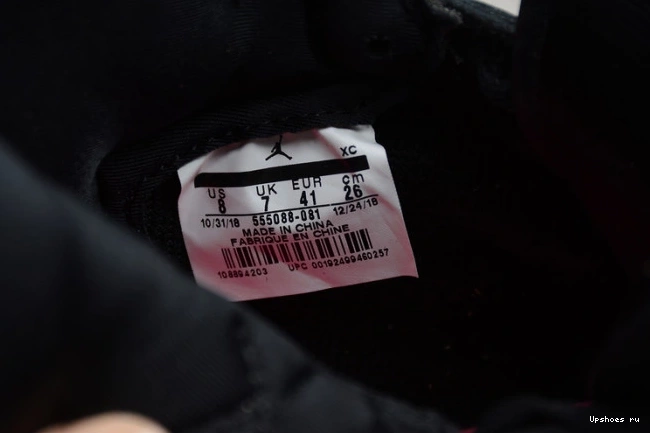 XC
US UK EUR cm
8 7 41 26
10/31/18 555088-081 12/24/18
MADE IN CHINA
FABRIQUE EN CHINE
10889A203 UPC 00192499460257
Upshoes ru